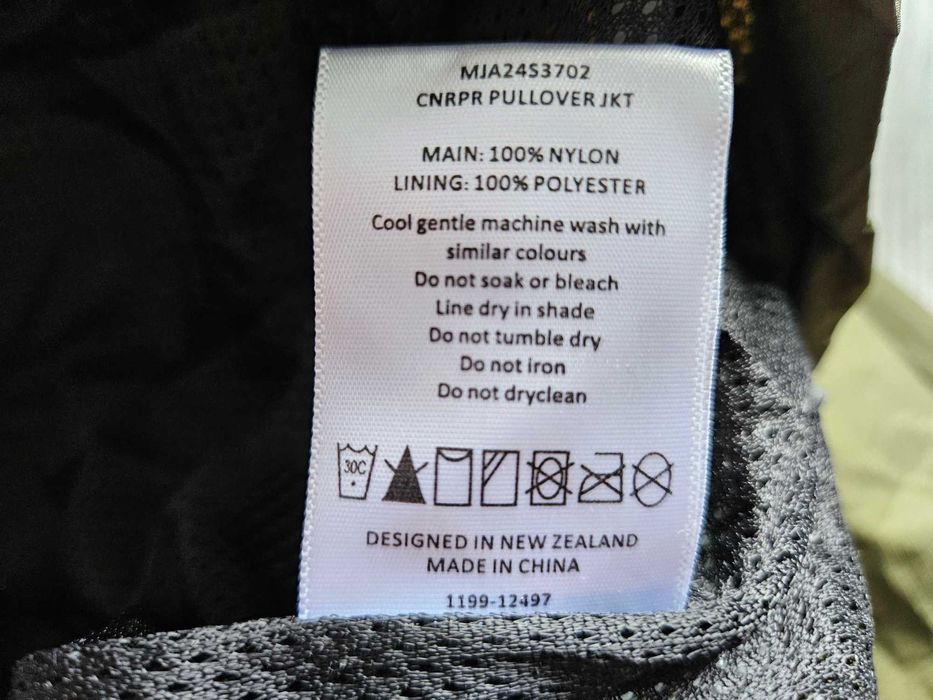 MJA24S3702
CNRPR PULLOVER JKT
MAIN: 100% NYLON
LINING: 100% POLYESTER
Cool gentle machine wash with
similar colours
Do not soak or bleach
Line dry in shade
Do not tumble dry
Do not iron
Do not dryclean
30C
DESIGNED IN NEW ZEALAND
MADE IN CHINA
1199-12497